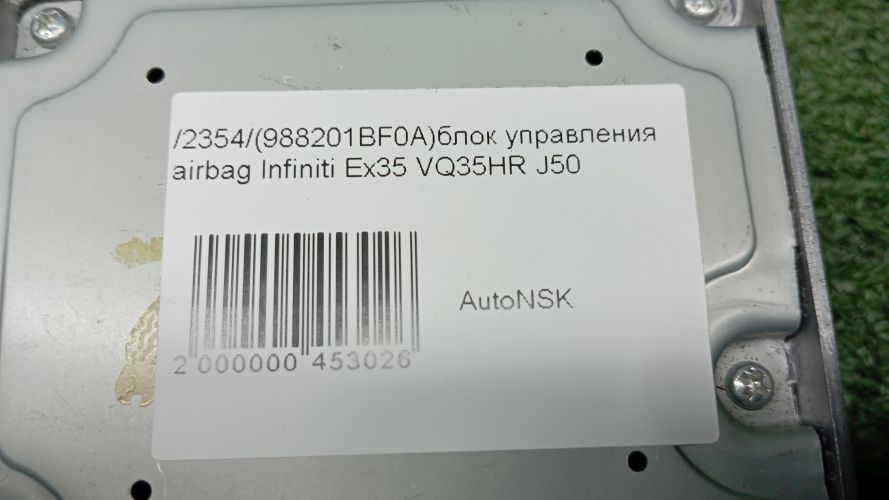 /2354/(988201BF0A)блок управления
airbag Infiniti Ex35 VQ35HR J50
AutoNSK
2 000000 453026